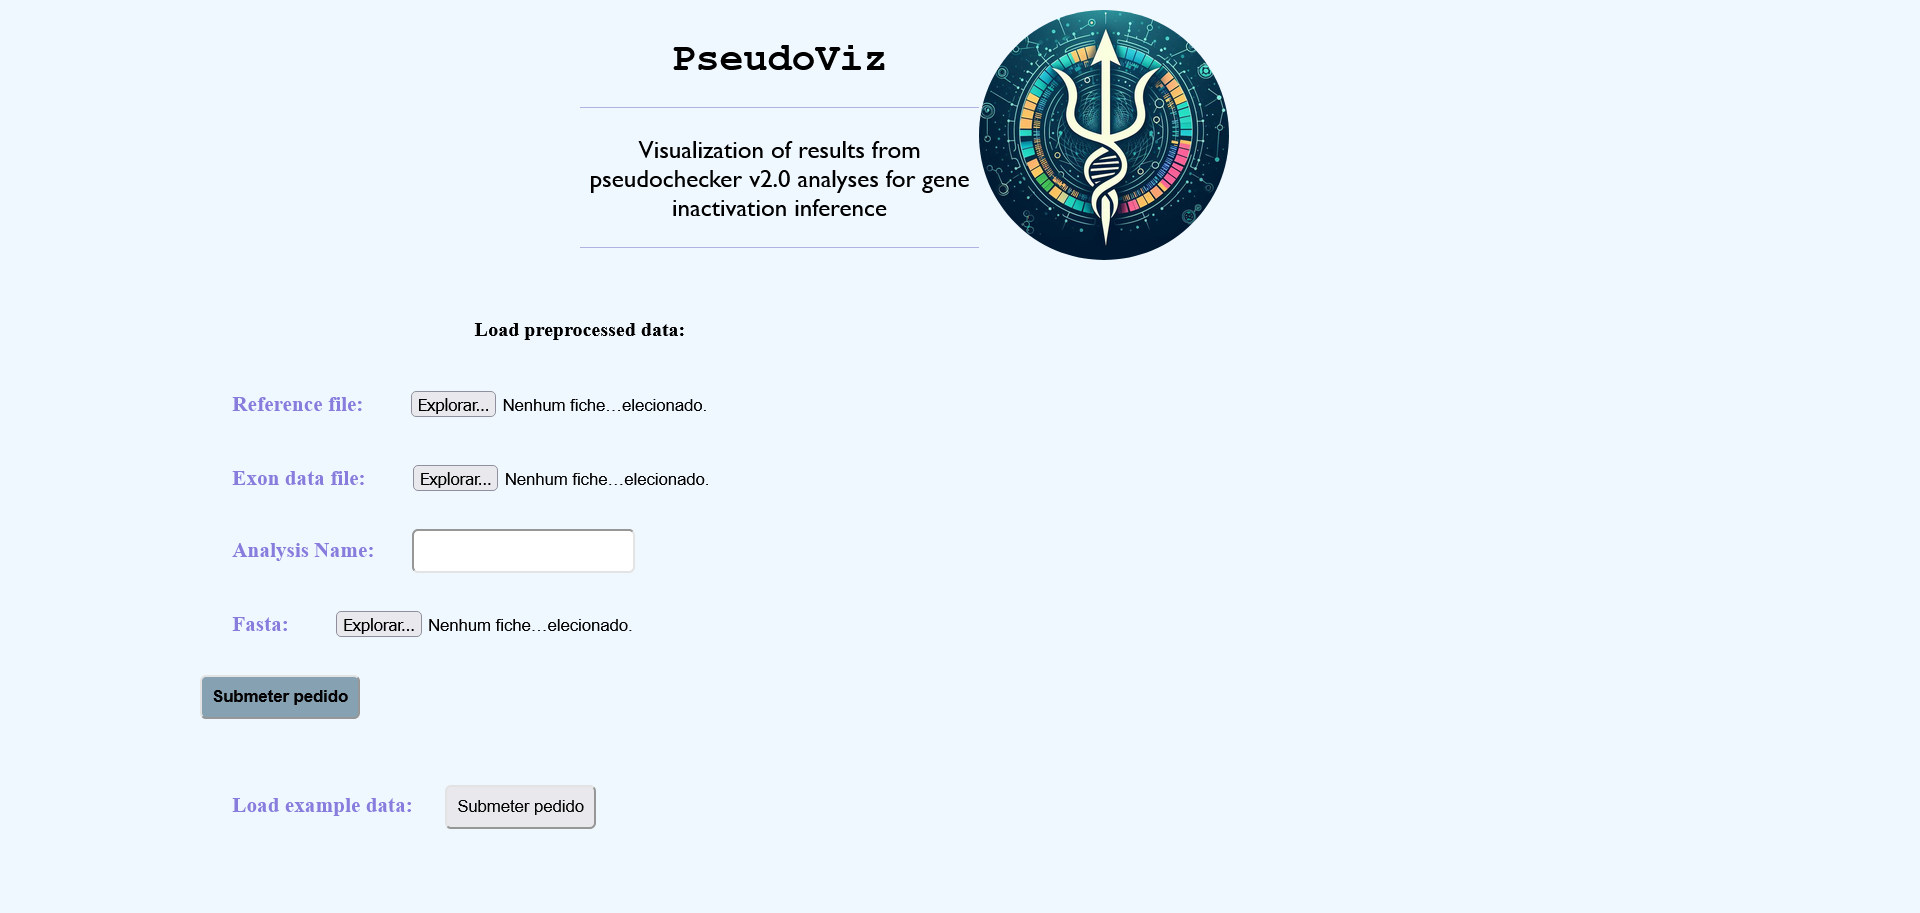 PseudoViz
Visualization of results from
pseudochecker v2.0 analyses for gene
inactivation inference
Load preprocessed data:
Reference file: Explorar... Nenhum fiche…elecionado.
Exon data file: Explorar... Nenhum fiche…elecionado.
Analysis Name:
Fasta: Explorar... Nenhum fiche…elecionado.
Submeter pedido
Load example data: Submeter pedido